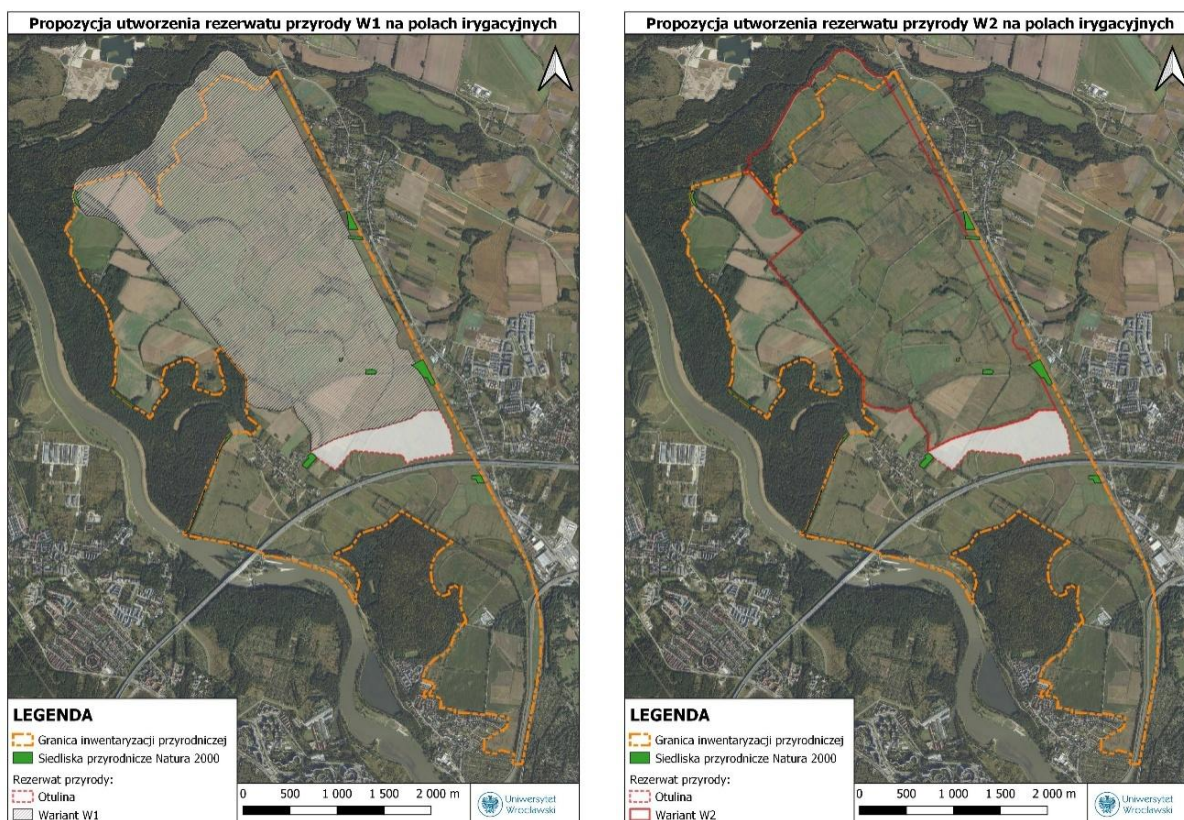 Propozycja utworzenia rezerwatu przyrody W1 na polach irygacyjnych
LEGENDA
Granica inwentaryzacji przyrodniczej
Siedliska przyrodnicze Natura 2000
Rezerwat przyrody:
Otulina
Wariant W1
0 500 1 000 1 500 2 000 m
Uniwersytet
Wrocławski
Propozycja utworzenia rezerwatu przyrody W2 na polach irygacyjnych
LEGENDA
Granica inwentaryzacji przyrodniczej
Siedliska przyrodnicze Natura 2000
Rezerwat przyrody:
Otulina
Wariant W2
0 500 1 000 1 500 2 000 m
Uniwersytet
Wrocławski